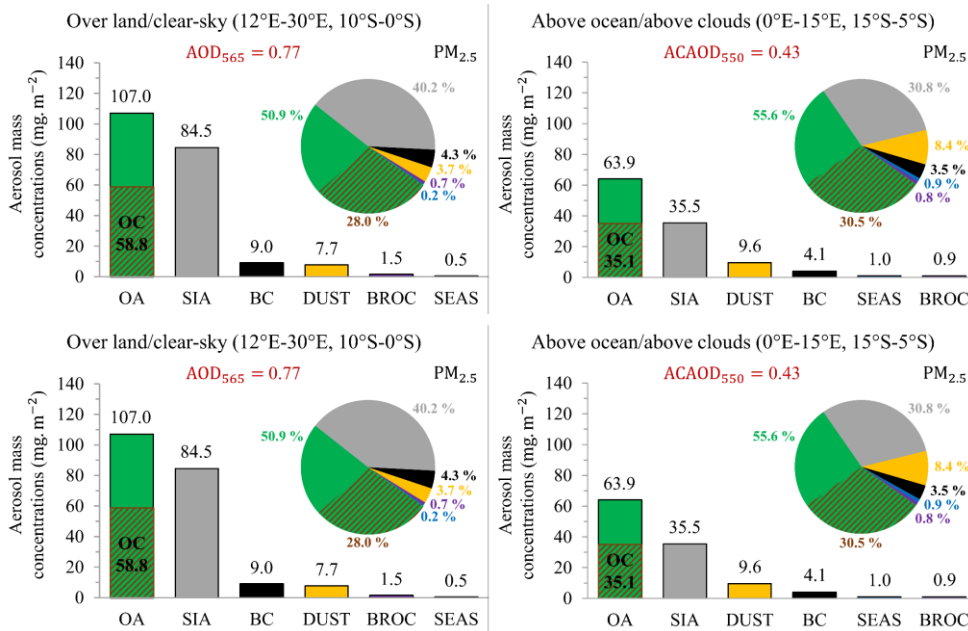 Over land/clear-sky (12°E-30°E, 10°S-0°S)
AOD₅₆₅ = 0.77
PM₂.₅
Aerosol mass
concentrations (mg. m⁻²)
140
120
100
80
60
40
20
0
107.0
84.5
9.0
7.7
1.5
0.5
OC
58.8
OA
SIA
BC
DUST
BROC
SEAS
40.2 %
50.9 %
4.3 %
3.7 %
0.7 %
0.2 %
28.0 %
Above ocean/above clouds (0°E-15°E, 15°S-5°S)
ACAOD₅₅₀ = 0.43
PM₂.₅
Aerosol mass
concentrations (mg. m⁻²)
140
120
100
80
60
40
20
0
63.9
35.5
9.6
4.1
1.0
0.9
OC
35.1
OA
SIA
DUST
BC
SEAS
BROC
30.8 %
55.6 %
8.4 %
3.5 %
0.9 %
0.8 %
30.5 %
Over land/clear-sky (12°E-30°E, 10°S-0°S)
AOD₅₆₅ = 0.77
PM₂.₅
Aerosol mass
concentrations (mg. m⁻²)
140
120
100
80
60
40
20
0
107.0
84.5
9.0
7.7
1.5
0.5
OC
58.8
OA
SIA
BC
DUST
BROC
SEAS
40.2 %
50.9 %
4.3 %
3.7 %
0.7 %
0.2 %
28.0 %
Above ocean/above clouds (0°E-15°E, 15°S-5°S)
ACAOD₅₅₀ = 0.43
PM₂.₅
Aerosol mass
concentrations (mg. m⁻²)
140
120
100
80
60
40
20
0
63.9
35.5
9.6
4.1
1.0
0.9
OC
35.1
OA
SIA
DUST
BC
SEAS
BROC
30.8 %
55.6 %
8.4 %
3.5 %
0.9 %
0.8 %
30.5 %